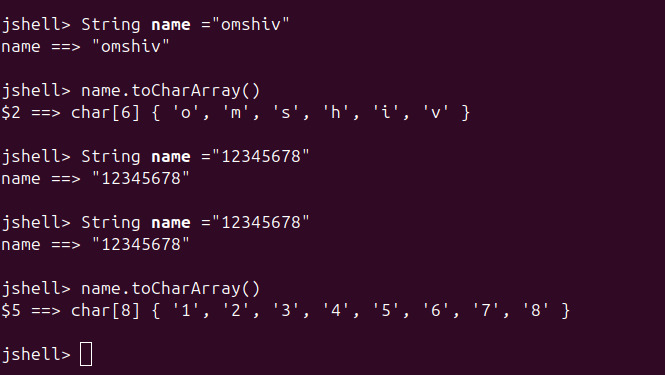 jshell> String name ="omshiv"
name ==> "omshiv"
jshell> name.toCharArray()
$2 ==> char[6] { 'o', 'm', 's', 'h', 'i', 'v' }
jshell> String name ="12345678"
name ==> "12345678"
jshell> String name ="12345678"
name ==> "12345678"
jshell> name.toCharArray()
$5 ==> char[8] { '1', '2', '3', '4', '5', '6', '7', '8' }
jshell>